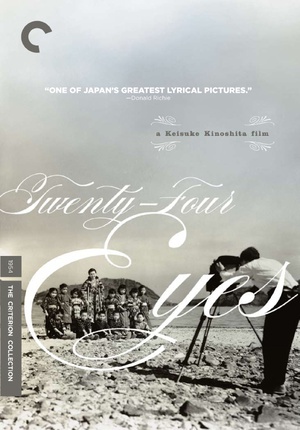 "ONE OF JAPAN'S GREATEST LYRICAL PICTURES."
—Donald Richie
a Keisuke Kinoshita film
Twenty-Four
Eyes
1954
THE CRITERION COLLECTION